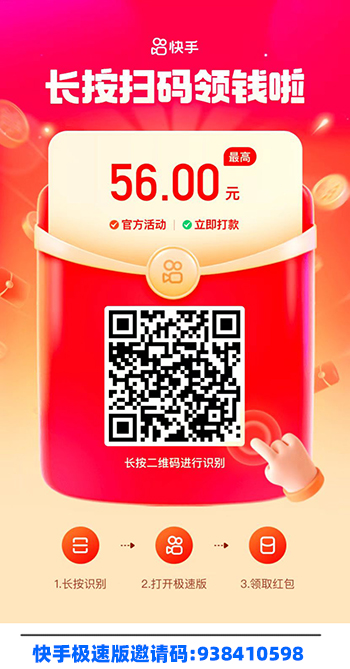 快手
长按扫码领钱啦
最高
56.00元
官方活动 立即打款
长按二维码进行识别
1.长按识别 2.打开极速版 3.领取红包
快手极速版邀请码:938410598